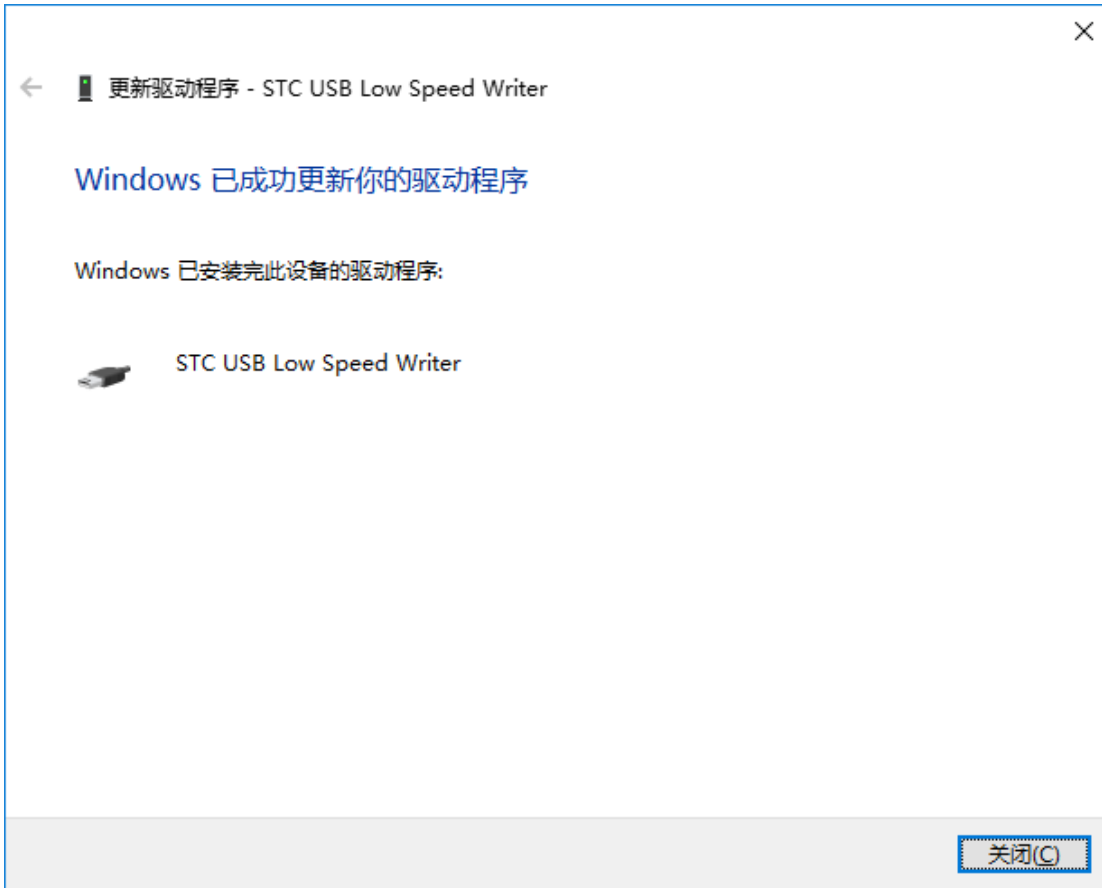 更新驱动程序 - STC USB Low Speed Writer
Windows 已成功更新你的驱动程序
Windows 已安装完此设备的驱动程序:
STC USB Low Speed Writer
关闭(C)